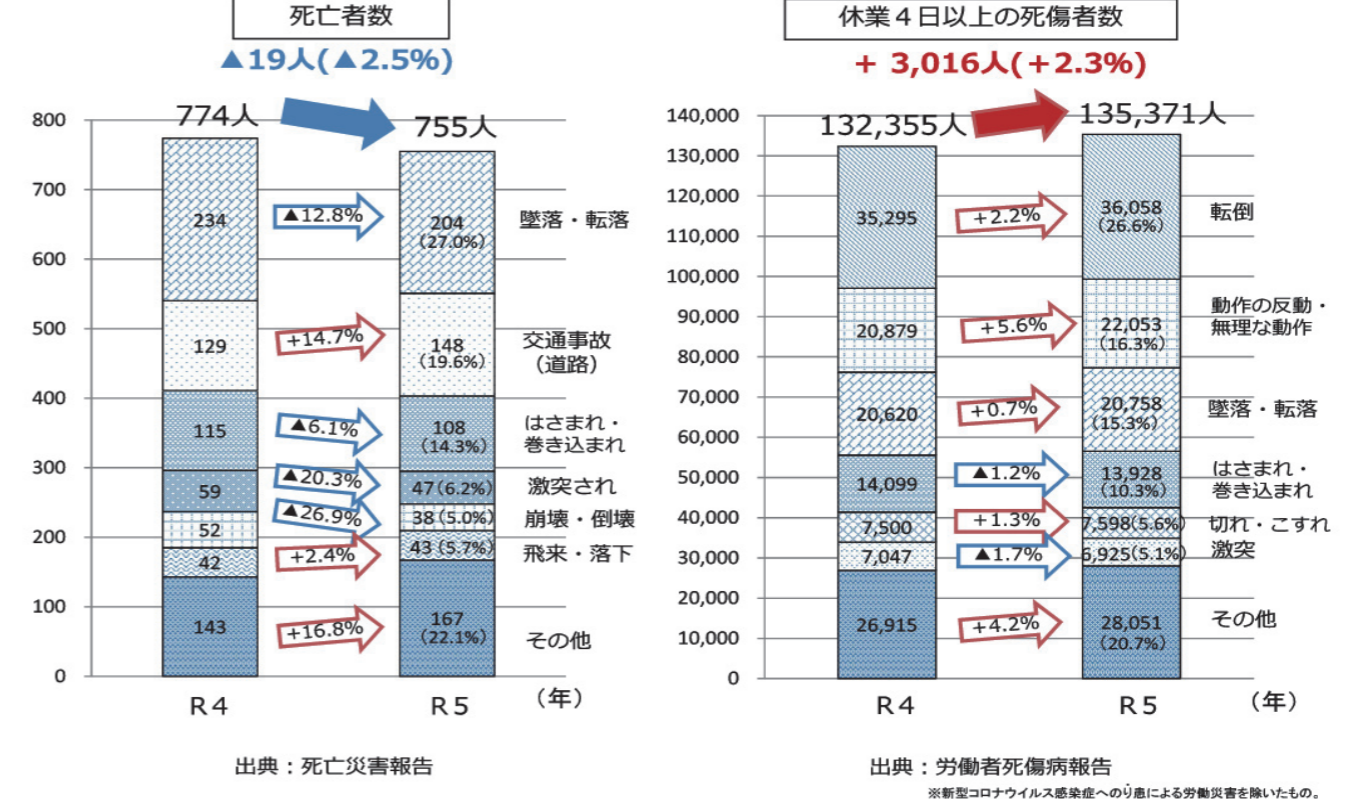 死亡者数
▲19人(▲2.5%)
774人
755人
800
700
600
500
400
300
200
100
0
234
129
115
59
52
42
143
▲12.8%
+14.7%
▲6.1%
▲20.3%
▲26.9%
+2.4%
+16.8%
204
(27.0%)
148
(19.6%)
108
(14.3%)
47(6.2%)
38 (5.0%)
43 (5.7%)
167
(22.1%)
墜落・転落
交通事故
（道路）
はさまれ・
巻き込まれ
激突され
崩壊・倒壊
飛来・落下
その他
R4
R5
（年）
出典：死亡災害報告
休業４日以上の死傷者数
+ 3,016人(+2.3%)
132,355人
135,371人
140,000
130,000
120,000
110,000
100,000
90,000
80,000
70,000
60,000
50,000
40,000
30,000
20,000
10,000
0
35,295
20,879
20,620
14,099
7,500
7,047
26,915
+2.2%
+5.6%
+0.7%
▲1.2%
+1.3%
▲1.7%
+4.2%
36,058
(26.6%)
22,053
(16.3%)
20,758
(15.3%)
13,928
(10.3%)
7,598(5.6%)
6,925(5.1%)
28,051
(20.7%)
転倒
動作の反動・
無理な動作
墜落・転落
はさまれ・
巻き込まれ
切れ・こすれ
激突
その他
R4
R5
（年）
出典：労働者死傷病報告
※新型コロナウイルス感染症へのり患による労働災害を除いたもの。